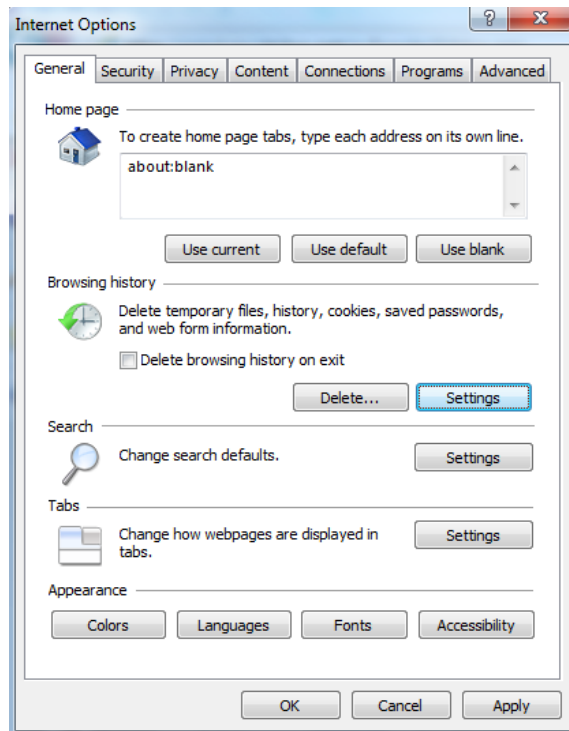 Internet Options
General Security Privacy Content Connections Programs Advanced
Home page
To create home page tabs, type each address on its own line.
about:blank
Use current Use default Use blank
Browsing history
Delete temporary files, history, cookies, saved passwords,
and web form information.
Delete browsing history on exit
Delete... Settings
Search
Change search defaults.
Settings
Tabs
Change how webpages are displayed in
tabs.
Settings
Appearance
Colors Languages Fonts Accessibility
OK Cancel Apply